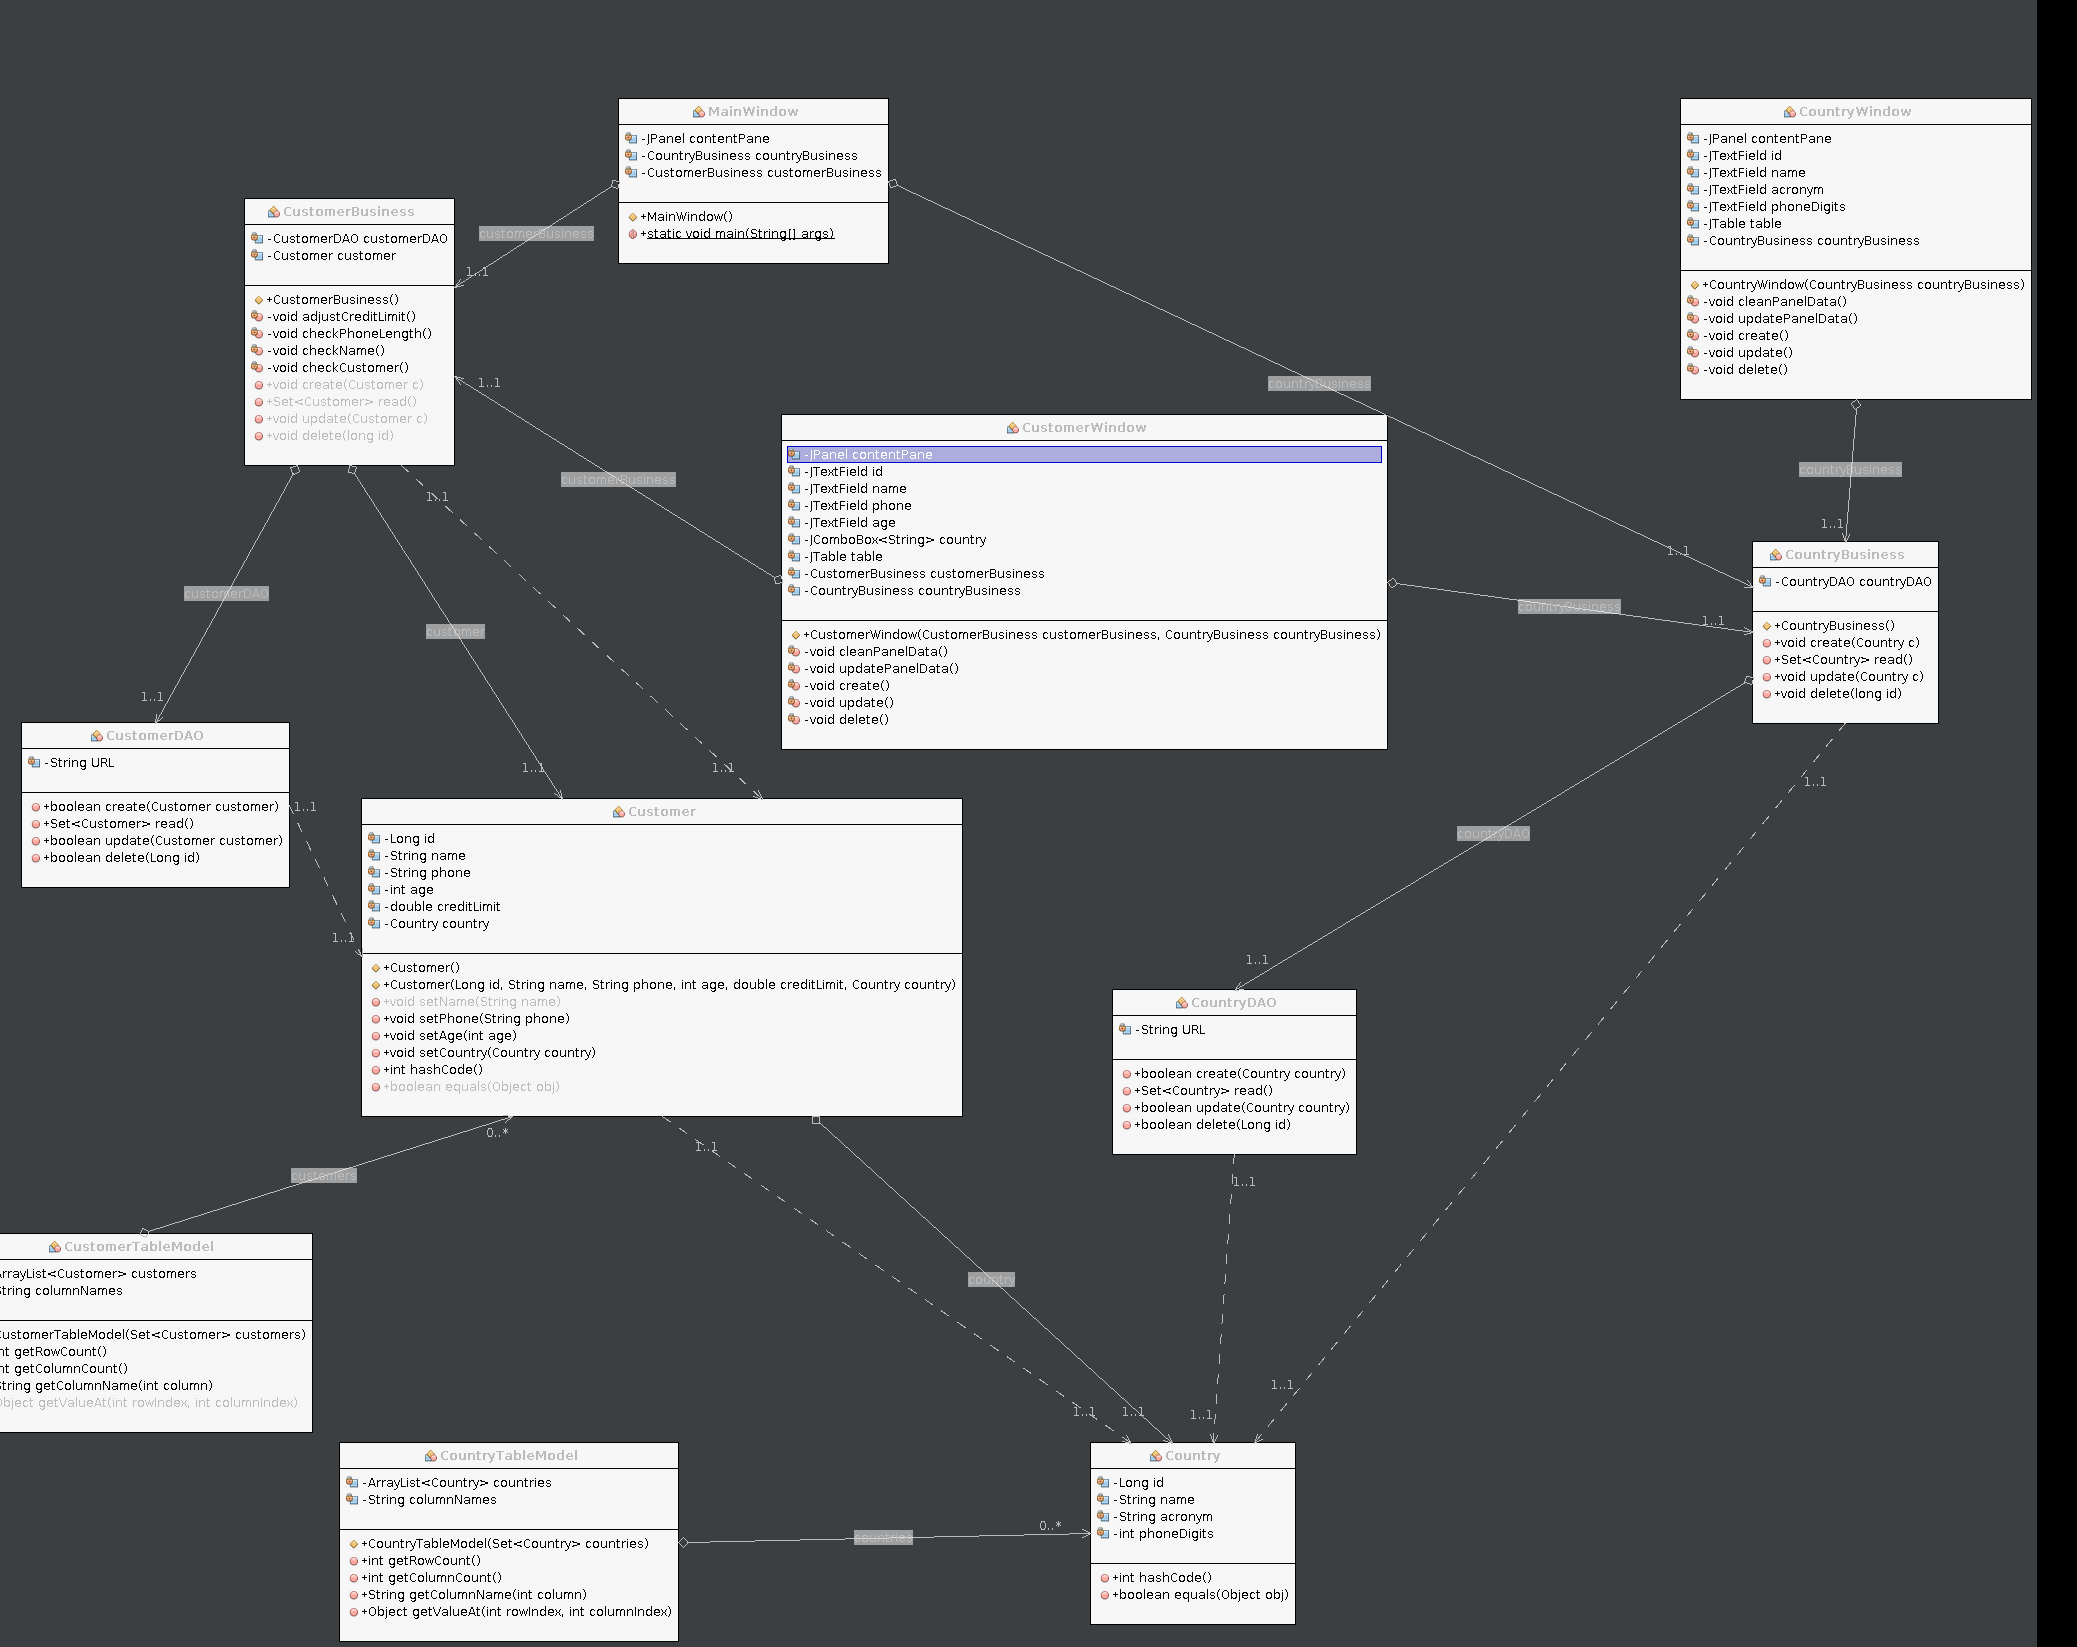 MainWindow
-JPanel contentPane
-CountryBusiness countryBusiness
-CustomerBusiness customerBusiness
+MainWindow()
+static void main(String[] args)
CountryWindow
-JPanel contentPane
-JTextField id
-JTextField name
-JTextField acronym
-JTextField phoneDigits
-JTable table
-CountryBusiness countryBusiness
+CountryWindow(CountryBusiness countryBusiness)
-void cleanPanelData()
-void updatePanelData()
-void create()
-void update()
-void delete()
CustomerBusiness
-CustomerDAO customerDAO
-Customer customer
+CustomerBusiness()
-void adjustCreditLimit()
-void checkPhoneLength()
-void checkName()
-void checkCustomer()
+void create(Customer c)
+Set<Customer> read()
+void update(Customer c)
+void delete(long id)
customerBusiness
1..1
1..1
customerBusiness
countryBusiness
1..1
countryBusiness
1..1
CustomerWindow
-JPanel contentPane
-JTextField id
-JTextField name
-JTextField phone
-JTextField age
-JComboBox<String> country
-JTable table
-CustomerBusiness customerBusiness
-CountryBusiness countryBusiness
+CustomerWindow(CustomerBusiness customerBusiness, CountryBusiness countryBusiness)
-void cleanPanelData()
-void updatePanelData()
-void create()
-void update()
-void delete()
countryBusiness
1..1
CountryBusiness
-CountryDAO countryDAO
+CountryBusiness()
+void create(Country c)
+Set<Country> read()
+void update(Country c)
+void delete(long id)
1..1
customerDAO
customer
1..1
1..1
1..1
CustomerDAO
-String URL
+boolean create(Customer customer)
+Set<Customer> read()
+boolean update(Customer customer)
+boolean delete(Long id)
1..1
1..1
Customer
-Long id
-String name
-String phone
-int age
-double creditLimit
-Country country
+Customer()
+Customer(Long id, String name, String phone, int age, double creditLimit, Country country)
+void setName(String name)
+void setPhone(String phone)
+void setAge(int age)
+void setCountry(Country country)
+int hashCode()
+boolean equals(Object obj)
countryDAO
1..1
1..1
CountryDAO
-String URL
+boolean create(Country country)
+Set<Country> read()
+boolean update(Country country)
+boolean delete(Long id)
0..*
customers
1..1
1..1
country
CustomerTableModel
ArrayList<Customer> customers
String columnNames
CustomerTableModel(Set<Customer> customers)
int getRowCount()
int getColumnCount()
String getColumnName(int column)
Object getValueAt(int rowIndex, int columnIndex)
1..1
1..1
1..1
1..1
CountryTableModel
-ArrayList<Country> countries
-String columnNames
+CountryTableModel(Set<Country> countries)
+int getRowCount()
+int getColumnCount()
+String getColumnName(int column)
+Object getValueAt(int rowIndex, int columnIndex)
countries
0..*
Country
-Long id
-String name
-String acronym
-int phoneDigits
+int hashCode()
+boolean equals(Object obj)